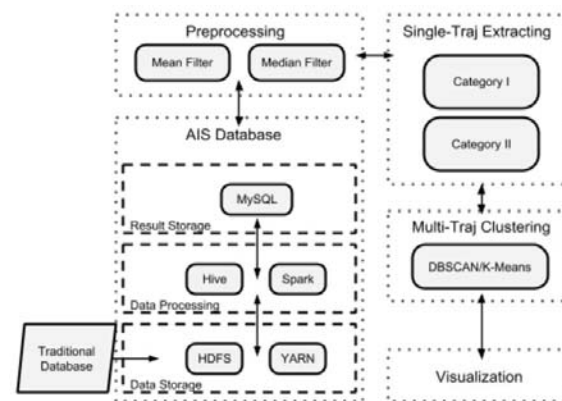 Preprocessing
Mean Filter
Median Filter
Single-Traj Extracting
Category I
Category II
AIS Database
MySQL
Result Storage
Hive
Spark
Data Processing
Traditional
Database
HDFS
YARN
Data Storage
Multi-Traj Clustering
DBSCAN/K-Means
Visualization